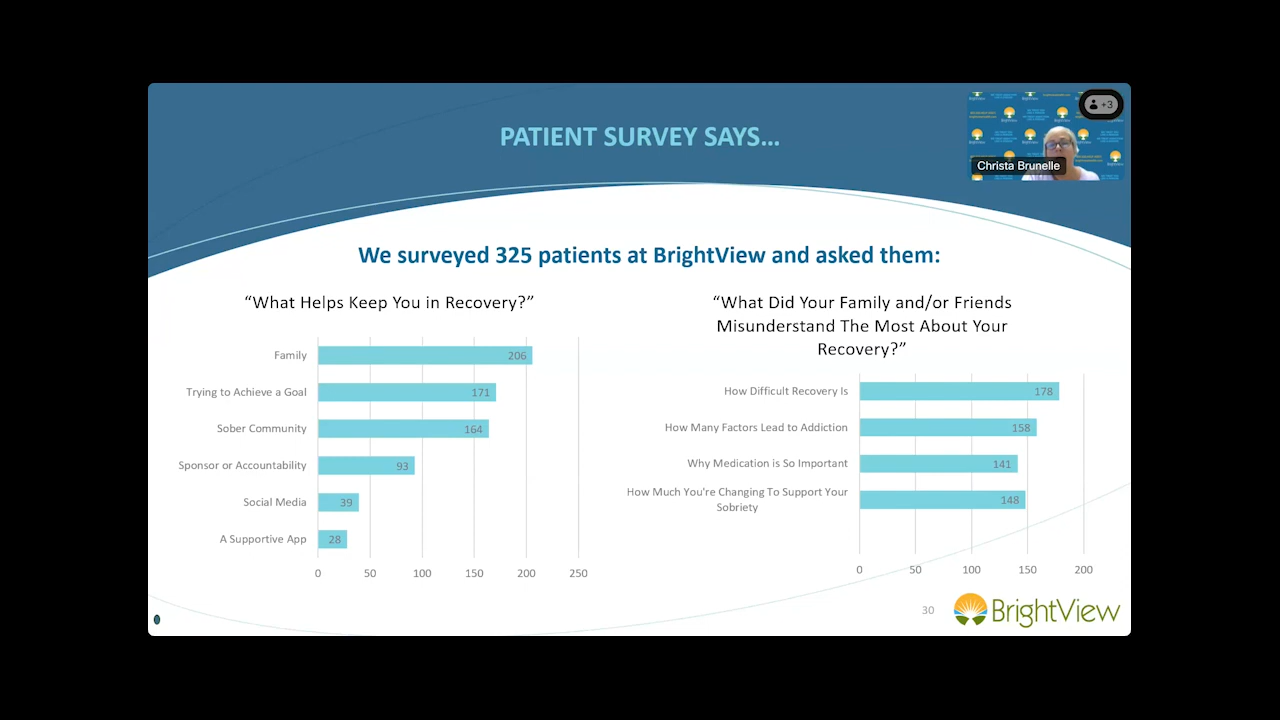 PATIENT SURVEY SAYS…
+3
Christa Brunelle
We surveyed 325 patients at BrightView and asked them:
“What Helps Keep You in Recovery?”
Family 206
Trying to Achieve a Goal 171
Sober Community 164
Sponsor or Accountability 93
Social Media 39
A Supportive App 28
0 50 100 150 200 250
“What Did Your Family and/or Friends
Misunderstand The Most About Your
Recovery?”
How Difficult Recovery Is 178
How Many Factors Lead to Addiction 158
Why Medication is So Important 141
How Much You're Changing To Support Your
Sobriety 148
0 50 100 150 200
30
BrightView